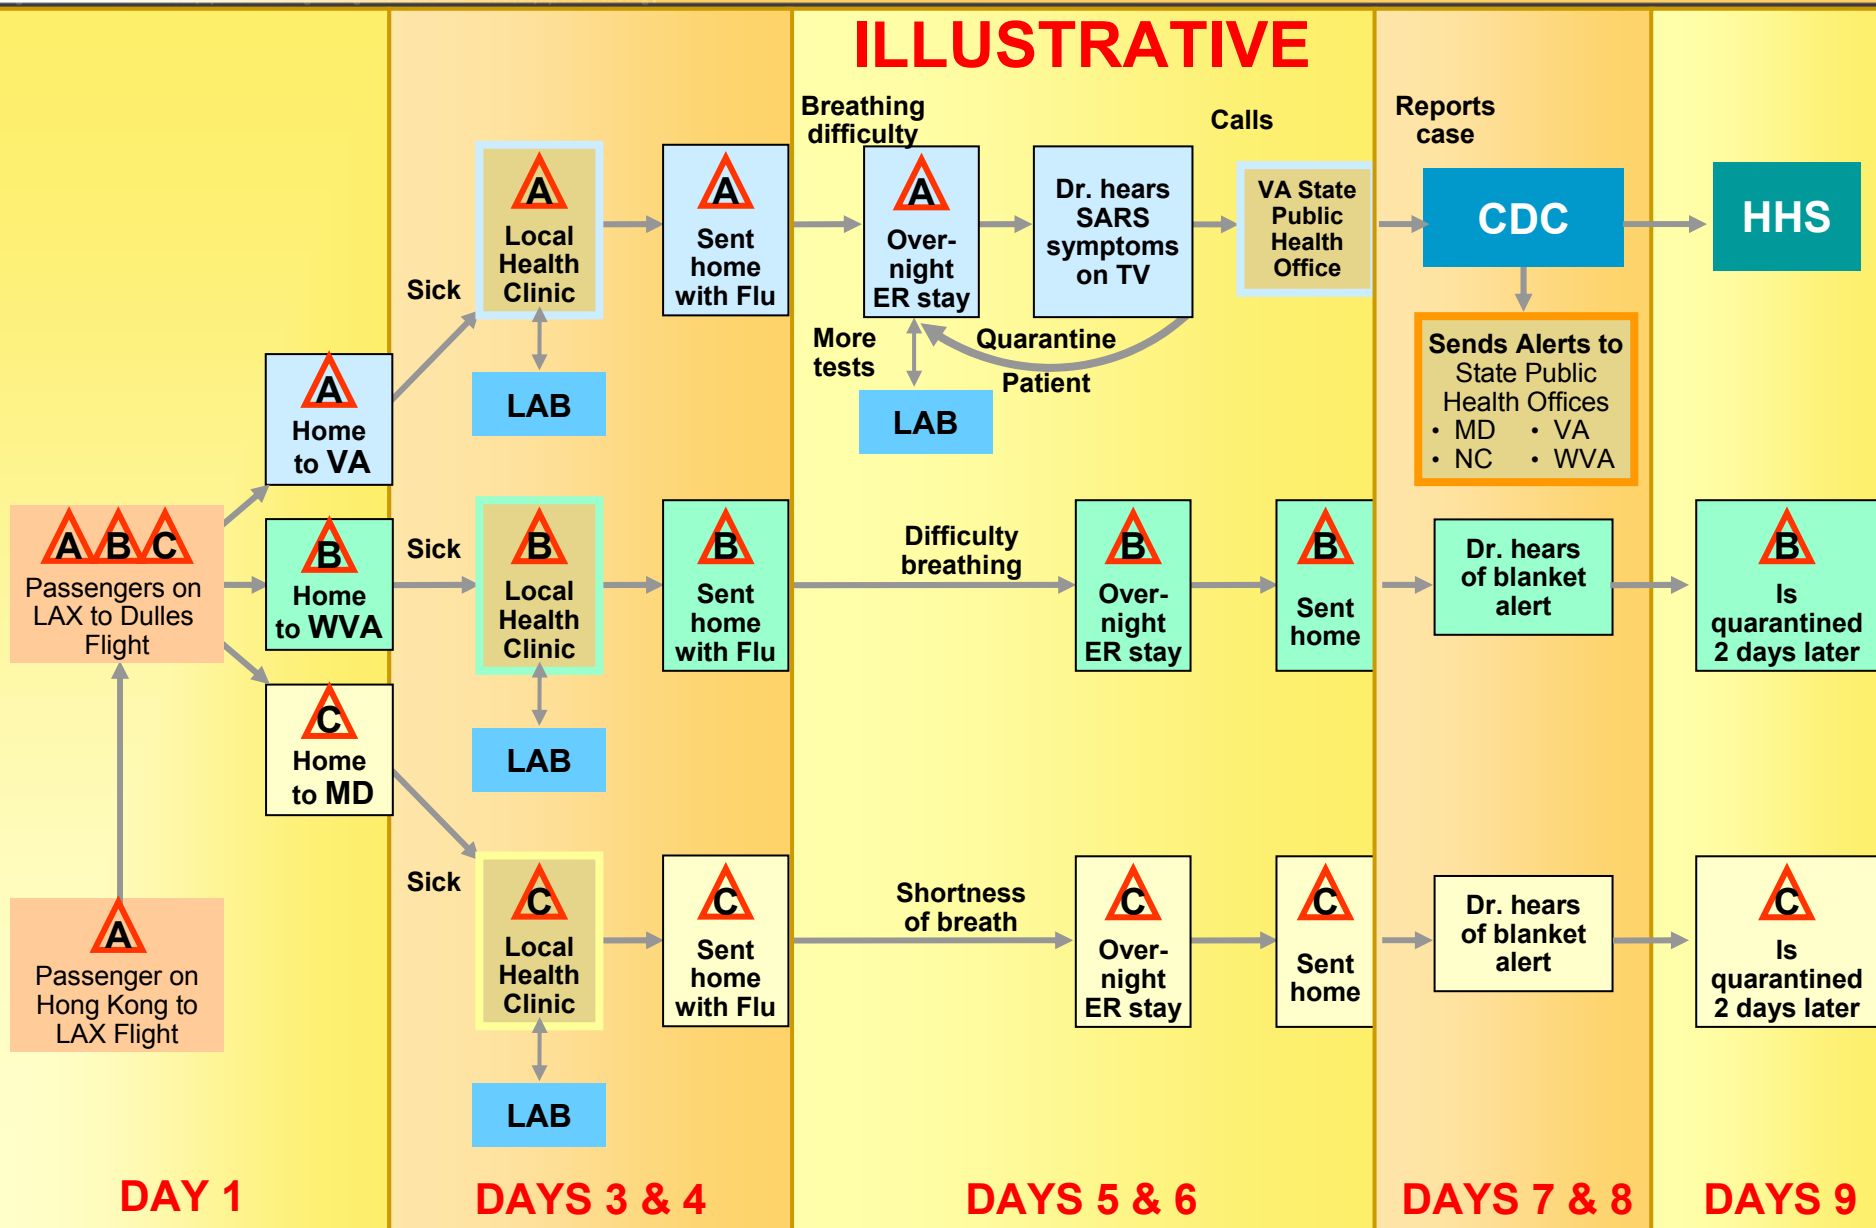 ILLUSTRATIVE
A B C
Passengers on
LAX to Dulles
Flight
A
Passenger on
Hong Kong to
LAX Flight
A
Home
to VA
B
Home
to WVA
C
Home
to MD
DAY 1
Sick
A
Local
Health
Clinic
LAB
A
Sent
home
with Flu
Sick
B
Local
Health
Clinic
LAB
B
Sent
home
with Flu
Sick
C
Local
Health
Clinic
LAB
C
Sent
home
with Flu
DAYS 3 & 4
Breathing
difficulty
A
Over-
night
ER stay
More
tests
LAB
Dr. hears
SARS
symptoms
on TV
Quarantine
Patient
Calls
VA State
Public
Health
Office
Difficulty
breathing
B
Over-
night
ER stay
B
Sent
home
Shortness
of breath
C
Over-
night
ER stay
C
Sent
home
DAYS 5 & 6
Reports
case
CDC
Sends Alerts to
State Public
Health Offices
• MD • VA
• NC • WVA
Dr. hears
of blanket
alert
Dr. hears
of blanket
alert
DAYS 7 & 8
HHS
B
Is
quarantined
2 days later
C
Is
quarantined
2 days later
DAYS 9